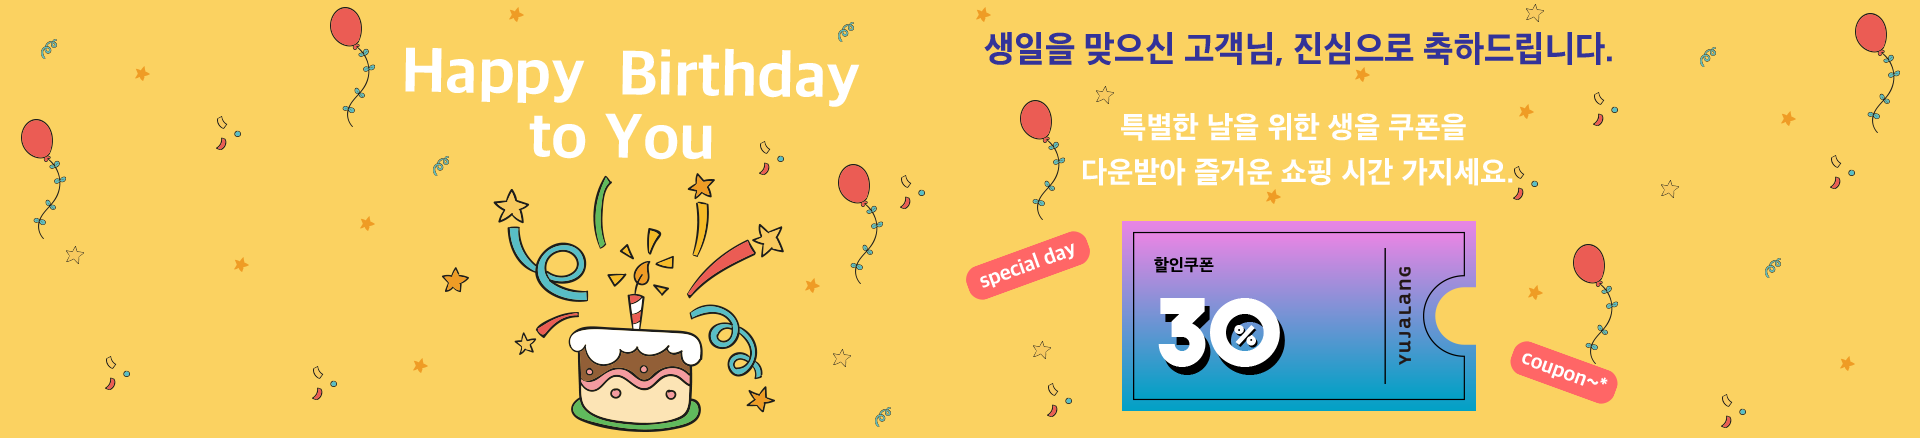 Happy Birthday
to You
생일을 맞으신 고객님, 진심으로 축하드립니다.
특별한 날을 위한 생을 쿠폰을
다운받아 즐거운 쇼핑 시간 가지세요.
special day
할인쿠폰
30%
YUJALANG
coupon~*